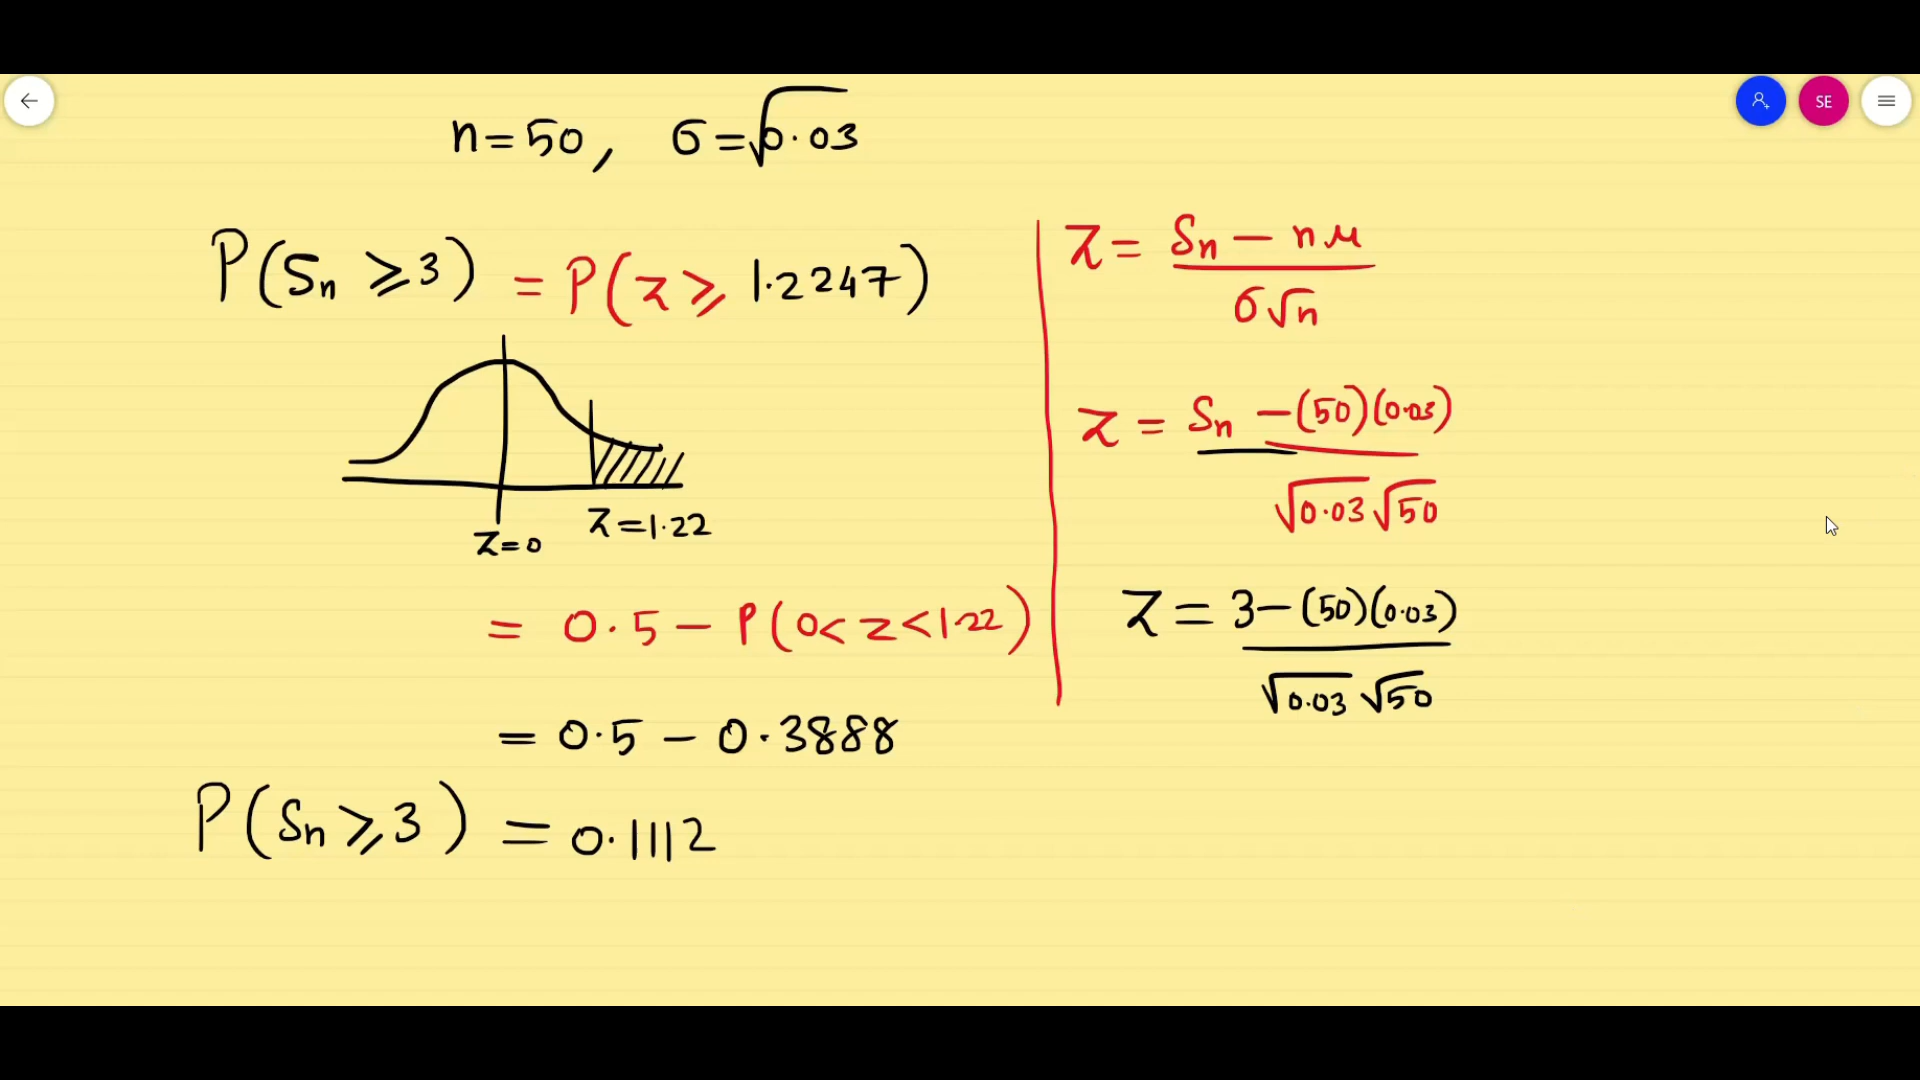 SE
n=50, σ=√0.03
P(Sn ⩾3) = P(Z ⩾ 1.2247)
Z=0
Z=1.22
= 0.5 − P(0<Z<1.22)
= 0.5 − 0.3888
P(Sn ⩾3) = 0.1112
Z = Sn − nμ
σ√n
Z = Sn −(50)(0.03)
√0.03 √50
Z = 3−(50)(0.03)
√0.03 √50